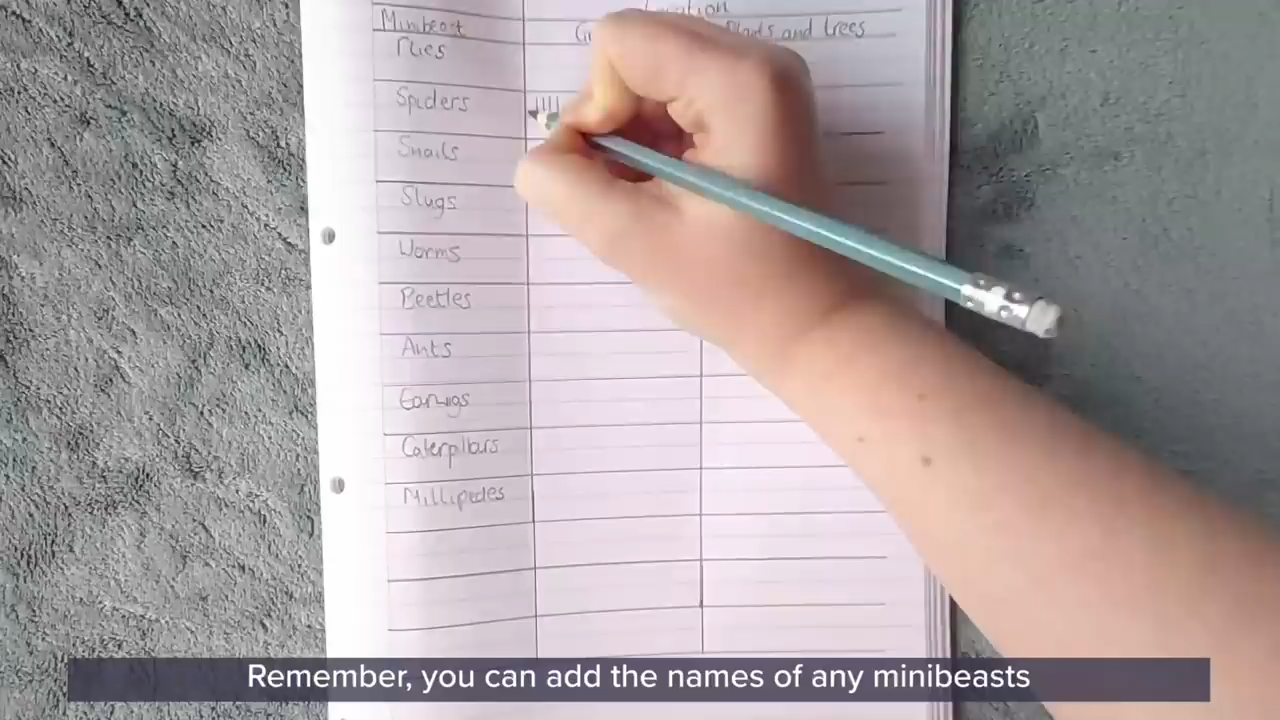 Location
Minibeast
Plants and trees
Flies
Spiders
Snails
Slugs
Worms
Beetles
Ants
Earwigs
Caterpillars
Millipedes
Remember, you can add the names of any minibeasts